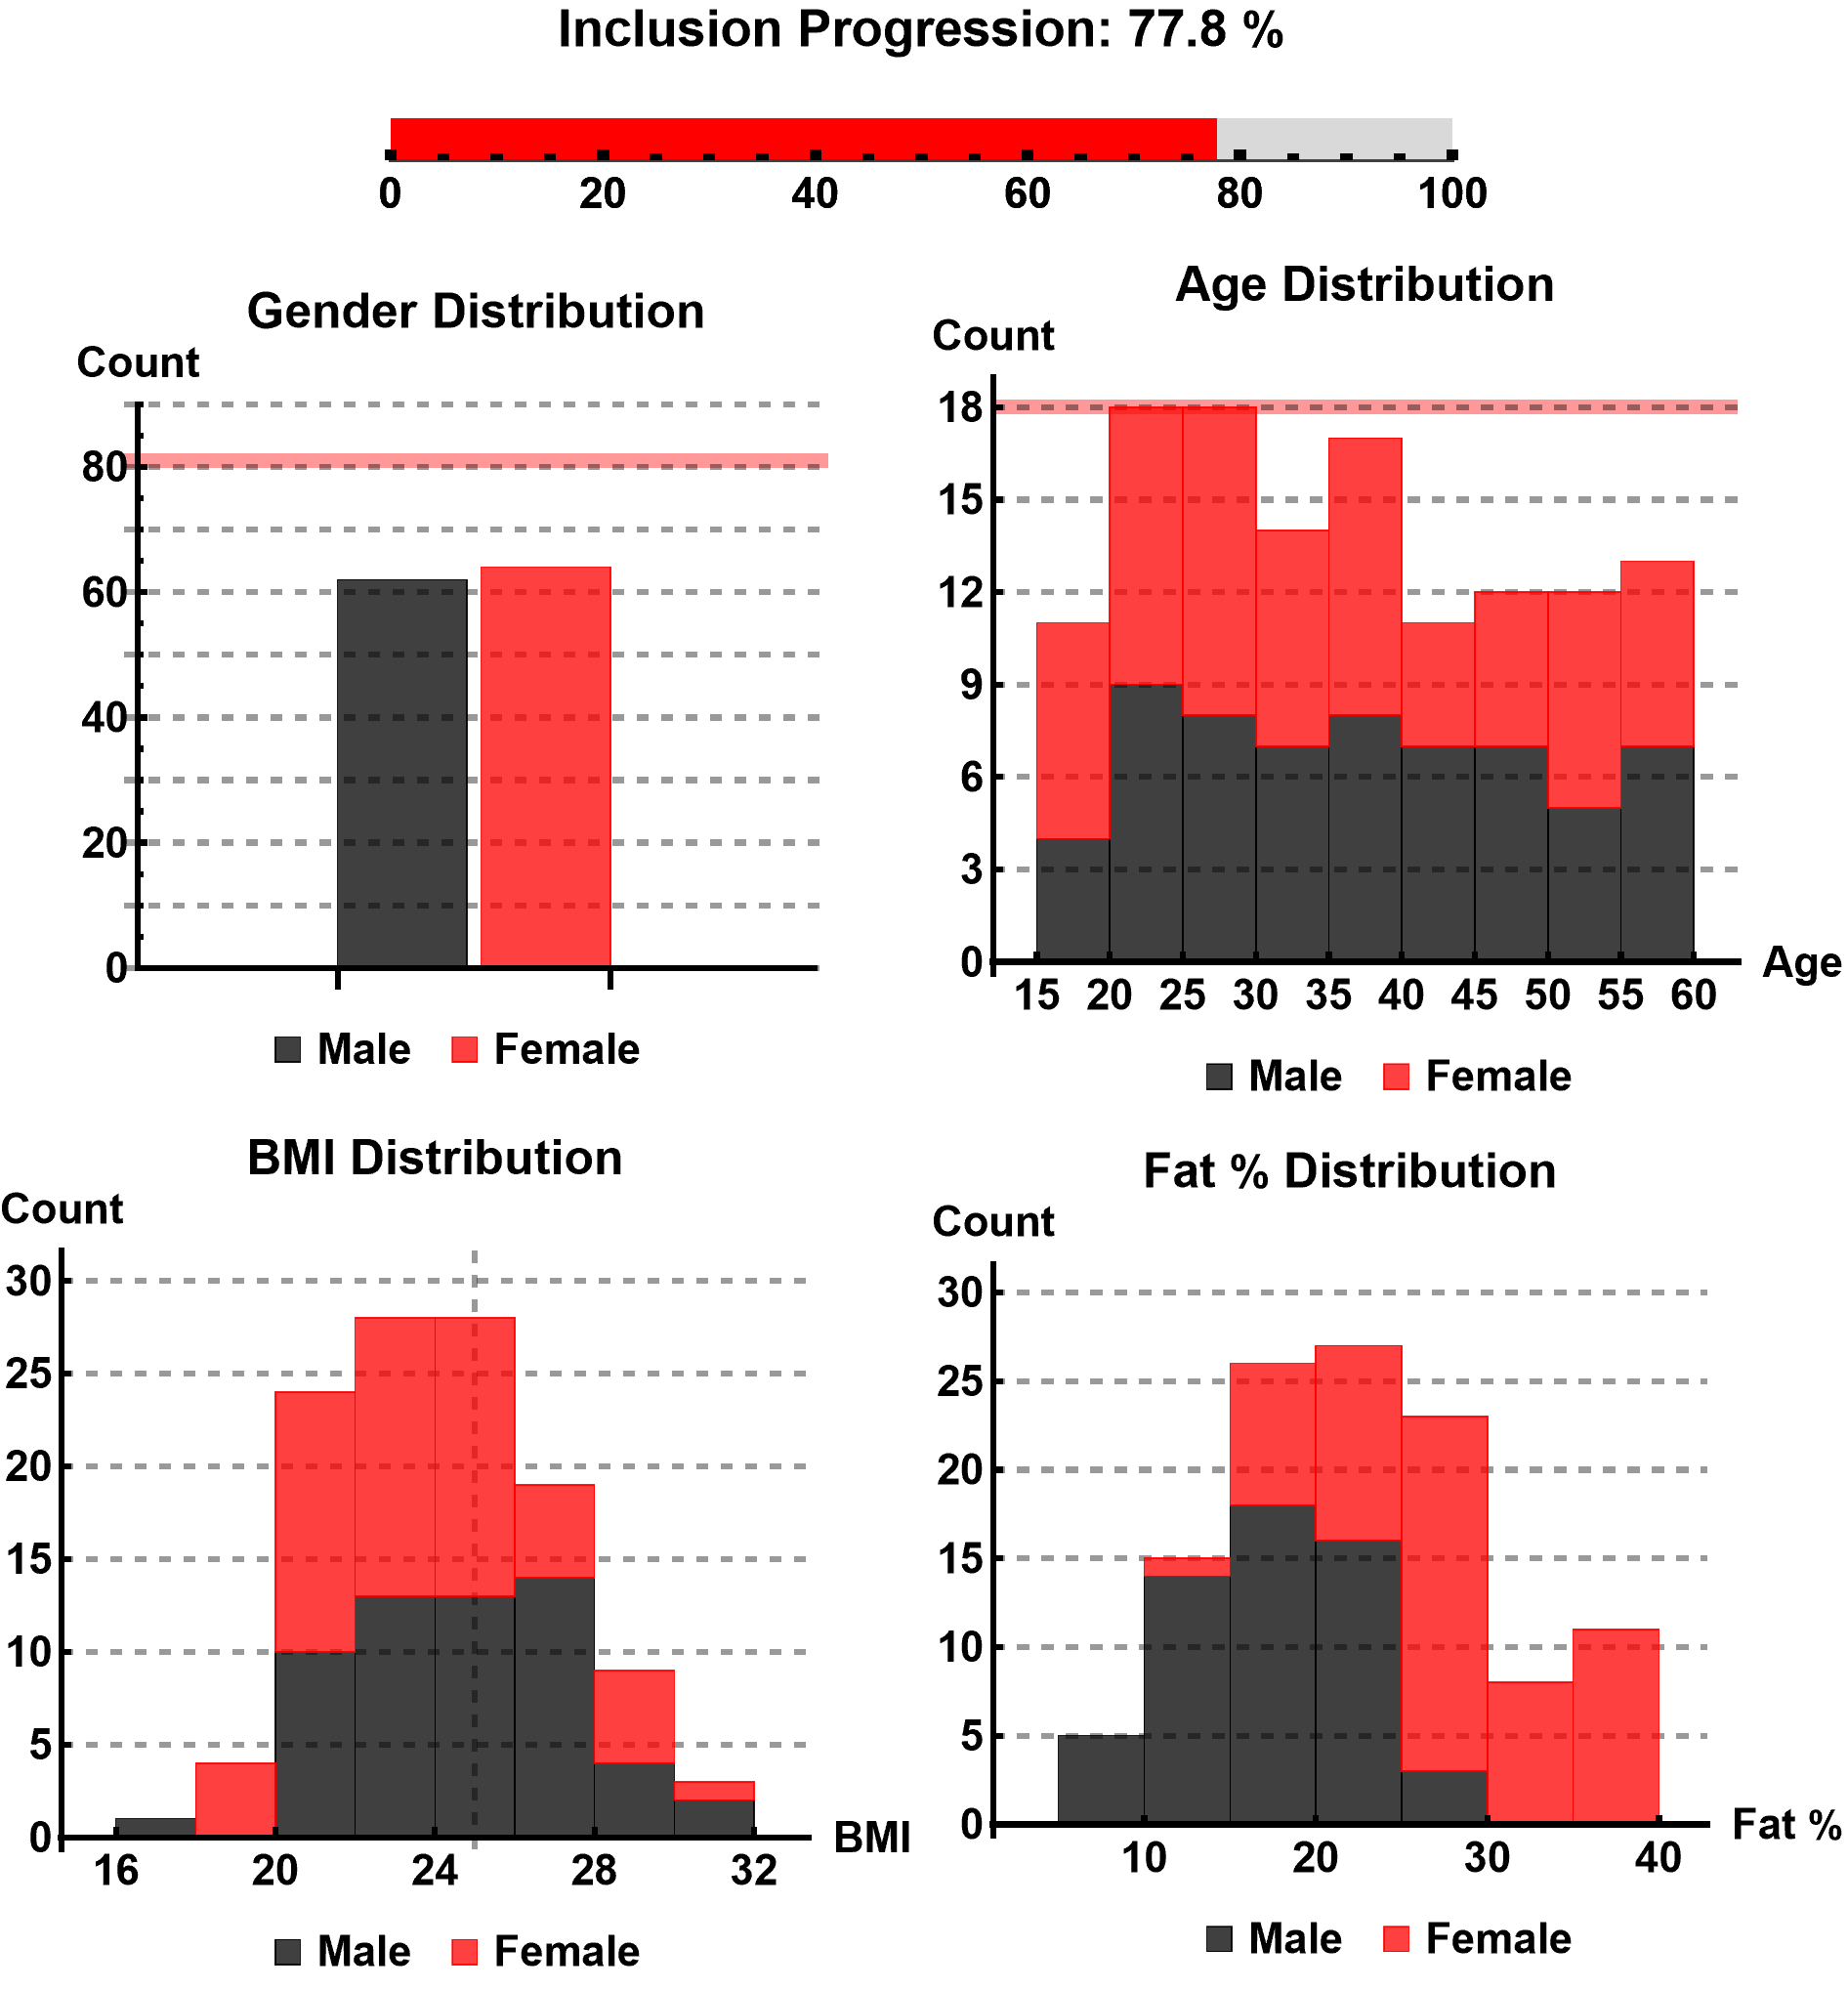 Inclusion Progression: 77.8 %
0 20 40 60 80 100
Gender Distribution
Count
80
60
40
20
0
Male Female
Age Distribution
Count
18
15
12
9
6
3
0
15 20 25 30 35 40 45 50 55 60
Age
Male Female
BMI Distribution
Count
30
25
20
15
10
5
0
16 20 24 28 32
BMI
Male Female
Fat % Distribution
Count
30
25
20
15
10
5
0
10 20 30 40
Fat %
Male Female